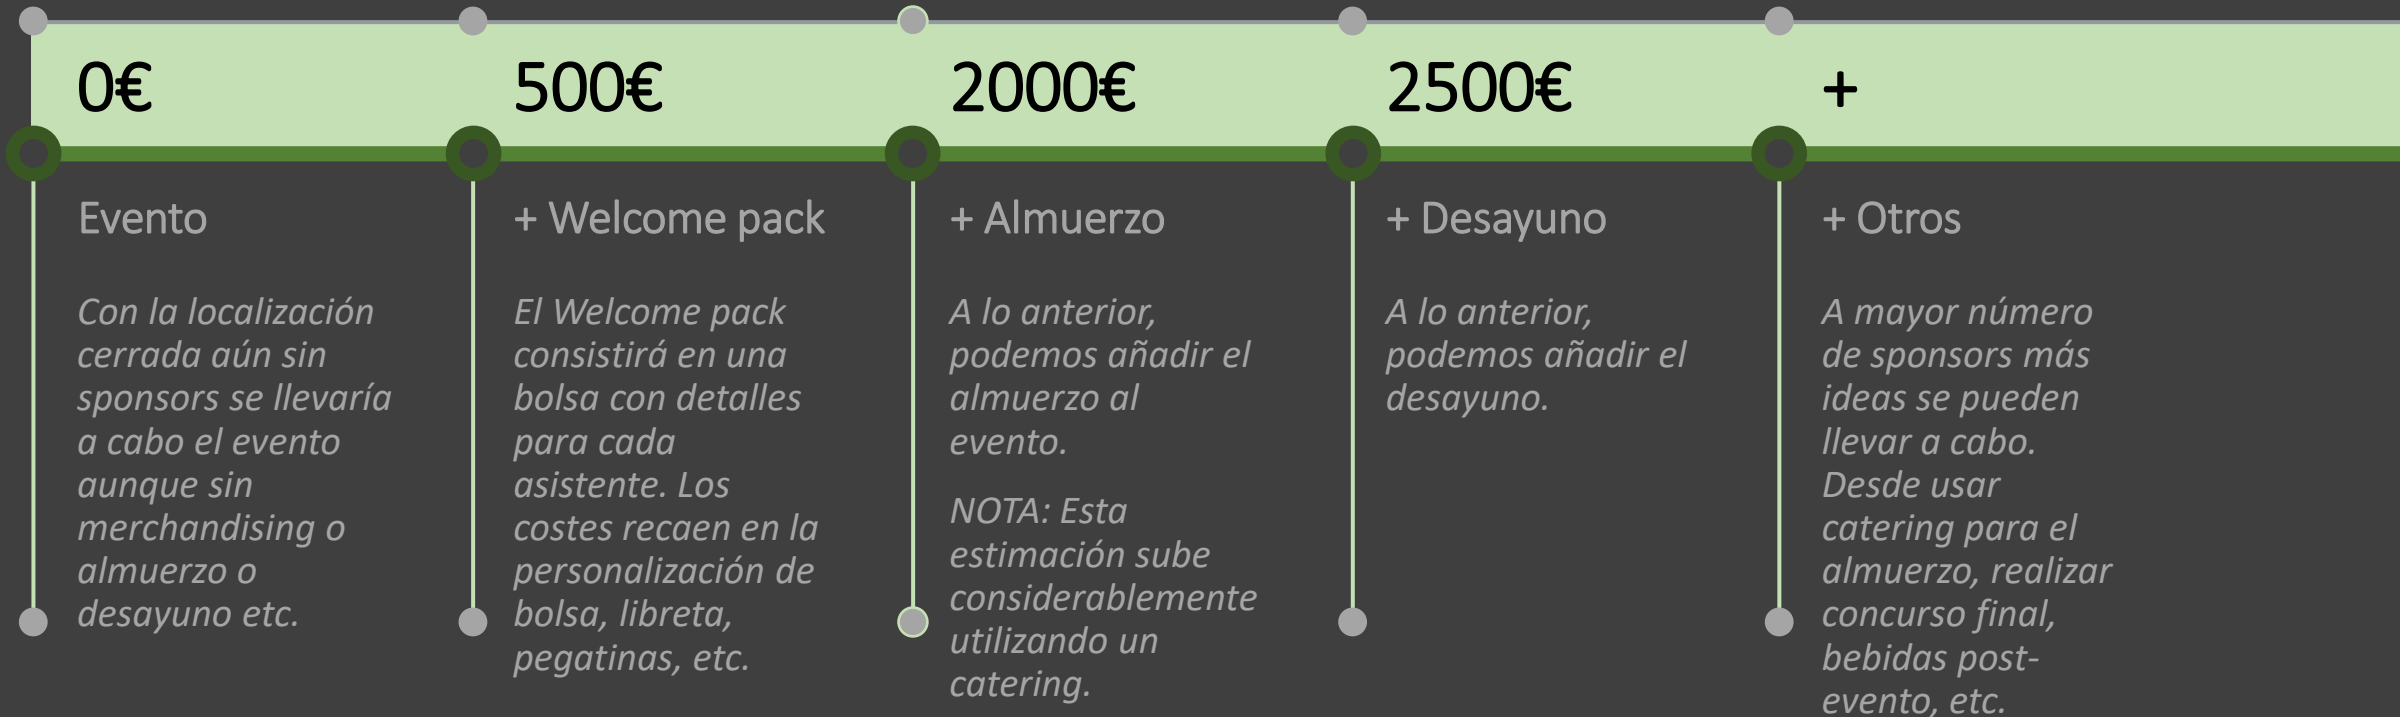 0€
500€
2000€
2500€
+
Evento
Con la localización
cerrada aún sin
sponsors se llevaría
a cabo el evento
aunque sin
merchandising o
almuerzo o
desayuno etc.
+ Welcome pack
El Welcome pack
consistirá en una
bolsa con detalles
para cada
asistente. Los
costes recaen en la
personalización de
bolsa, libreta,
pegatinas, etc.
+ Almuerzo
A lo anterior,
podemos añadir el
almuerzo al
evento.
NOTA: Esta
estimación sube
considerablemente
utilizando un
catering.
+ Desayuno
A lo anterior,
podemos añadir el
desayuno.
+ Otros
A mayor número
de sponsors más
ideas se pueden
llevar a cabo.
Desde usar
catering para el
almuerzo, realizar
concurso final,
bebidas post-
evento, etc.